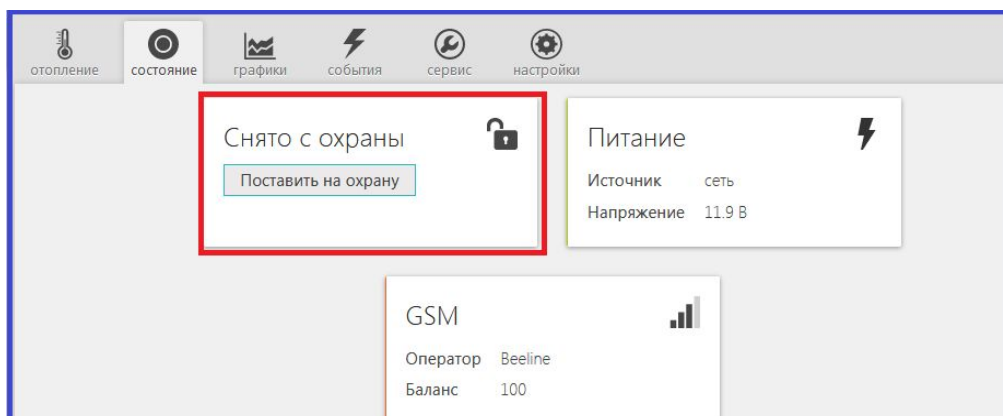 отопление состояние графики события сервис настройки
Снято с охраны
Поставить на охрану
Питание
Источник сеть
Напряжение 11.9 В
GSM
Оператор Beeline
Баланс 100